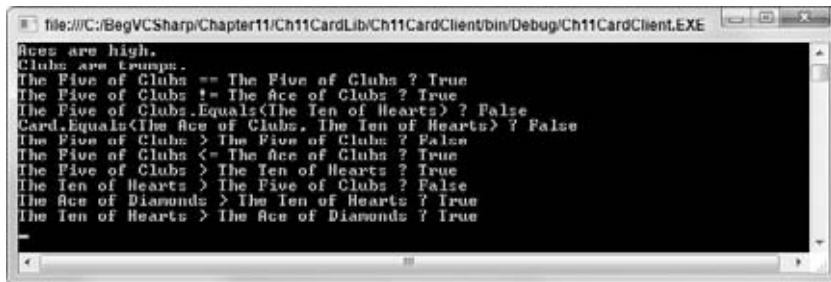 file:///C:/BegVCSharp/Chapter11/Ch11CardLib/Ch11CardClient/bin/Debug/Ch11CardClient.EXE
Aces are high.
Clubs are trumps.
The Five of Clubs == The Five of Clubs ? True
The Five of Clubs != The Ace of Clubs ? True
The Five of Clubs.Equals(The Ten of Hearts) ? False
Card.Equals(The Ace of Clubs, The Ten of Hearts) ? False
The Five of Clubs > The Five of Clubs ? False
The Five of Clubs <= The Ace of Clubs ? True
The Five of Clubs > The Ten of Hearts ? True
The Ten of Hearts > The Five of Clubs ? False
The Ace of Diamonds > The Ten of Hearts ? True
The Ten of Hearts > The Ace of Diamonds ? True